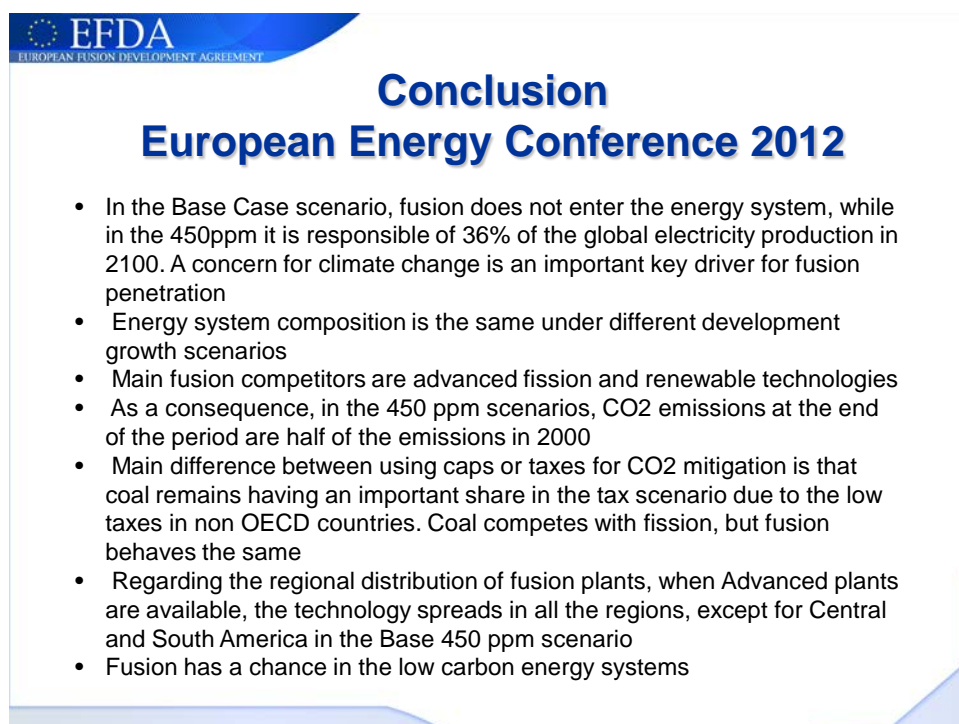 EFDA
EUROPEAN FUSION DEVELOPMENT AGREEMENT
Conclusion
European Energy Conference 2012
• In the Base Case scenario, fusion does not enter the energy system, while
in the 450ppm it is responsible of 36% of the global electricity production in
2100. A concern for climate change is an important key driver for fusion
penetration
• Energy system composition is the same under different development
growth scenarios
• Main fusion competitors are advanced fission and renewable technologies
• As a consequence, in the 450 ppm scenarios, CO2 emissions at the end
of the period are half of the emissions in 2000
• Main difference between using caps or taxes for CO2 mitigation is that
coal remains having an important share in the tax scenario due to the low
taxes in non OECD countries. Coal competes with fission, but fusion
behaves the same
• Regarding the regional distribution of fusion plants, when Advanced plants
are available, the technology spreads in all the regions, except for Central
and South America in the Base 450 ppm scenario
• Fusion has a chance in the low carbon energy systems